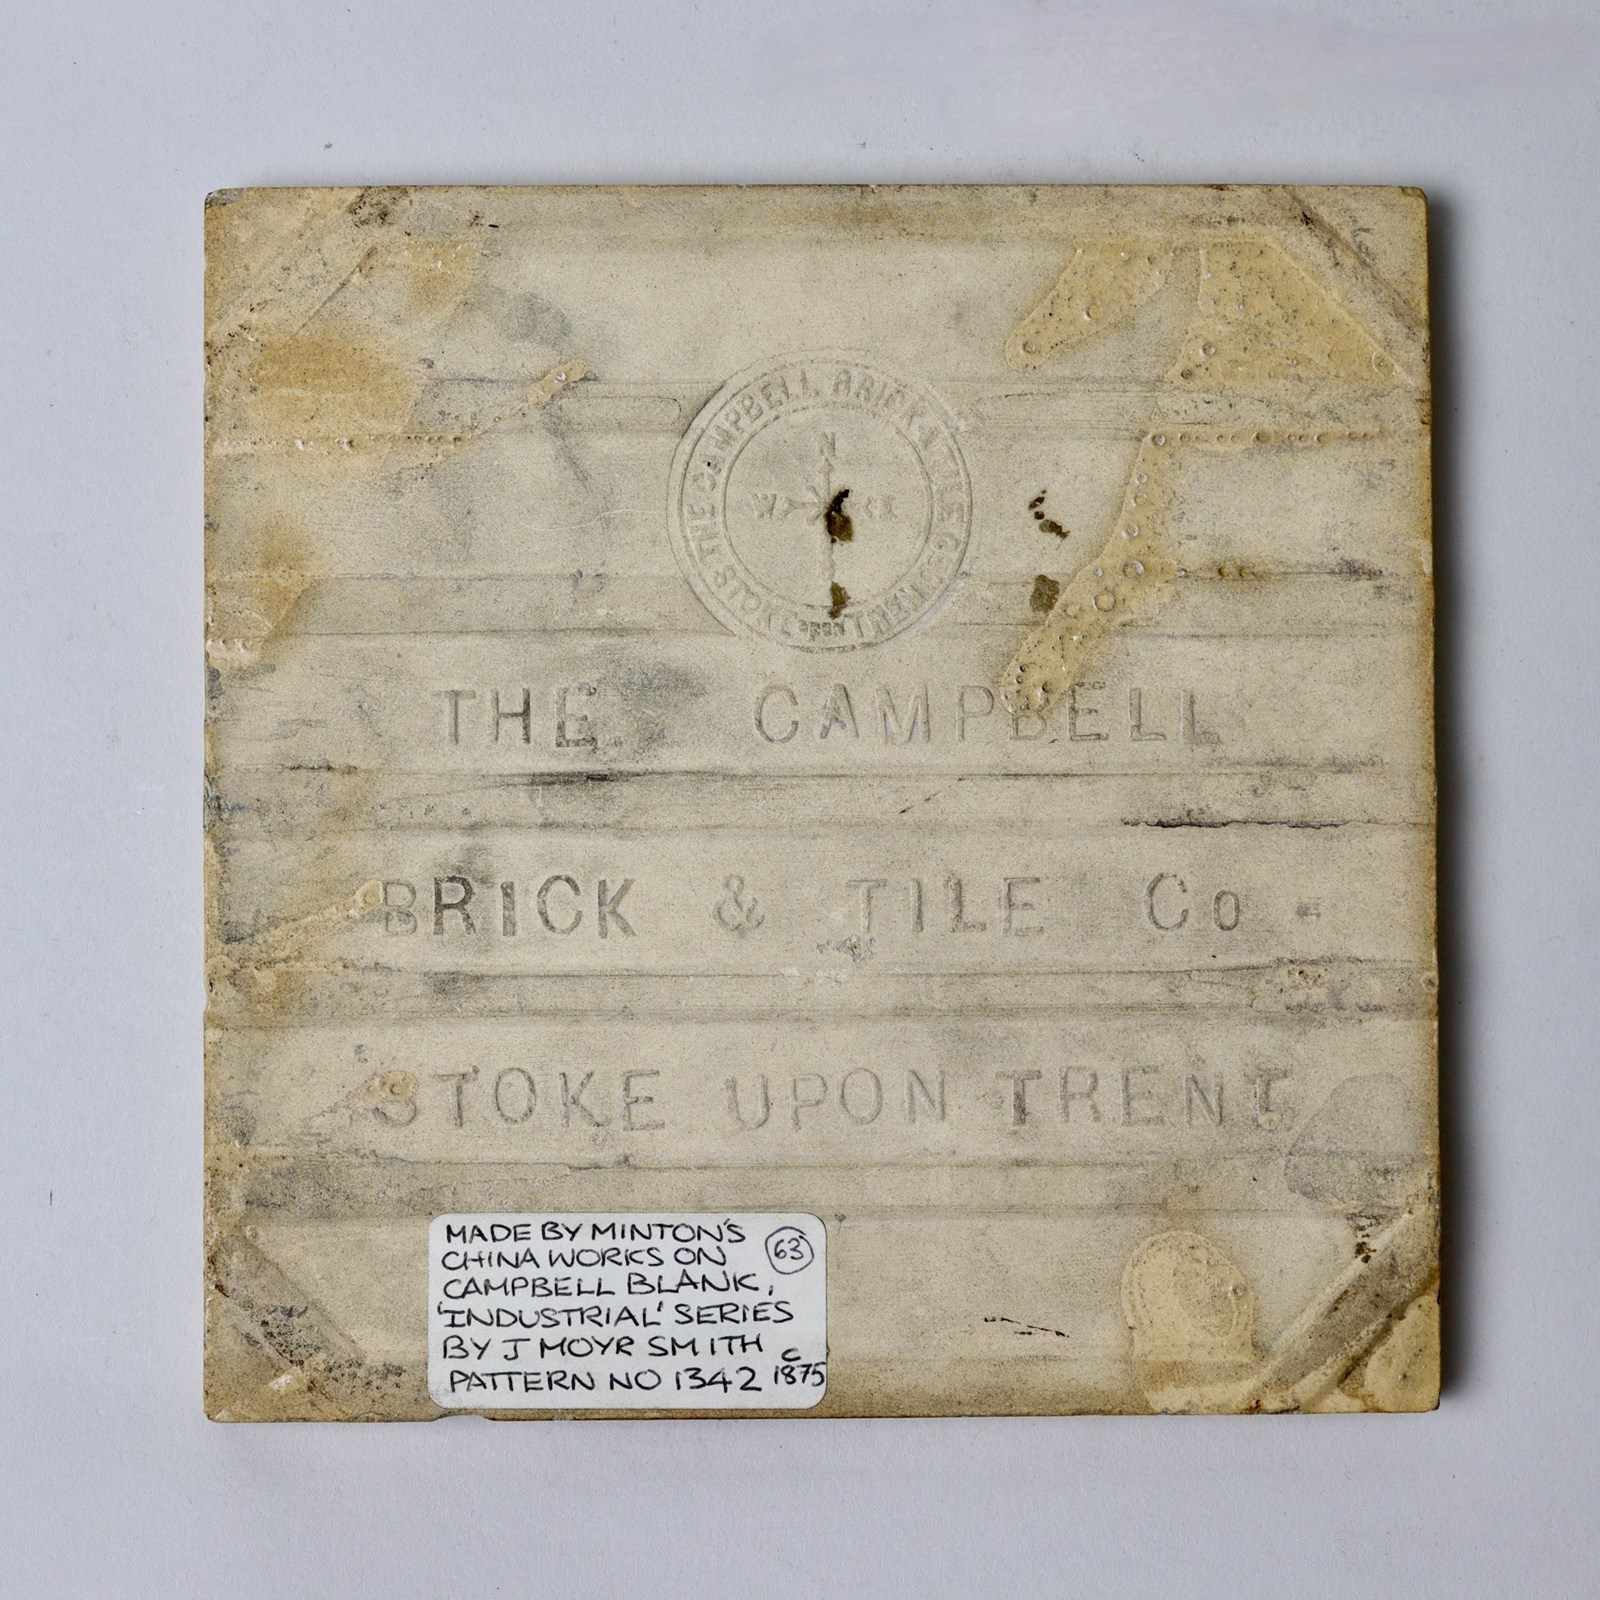 THE CAMPBELL BRICK & TILE Co
STOKE Upon TRENT
N
W E
THE CAMPBELL
BRICK & TILE Co
STOKE UPON TRENT
MADE BY MINTON'S
CHINA WORKS ON 63
CAMPBELL BLANK,
'INDUSTRIAL' SERIES
BY J MOYR SMITH
PATTERN NO 1342 c 1875